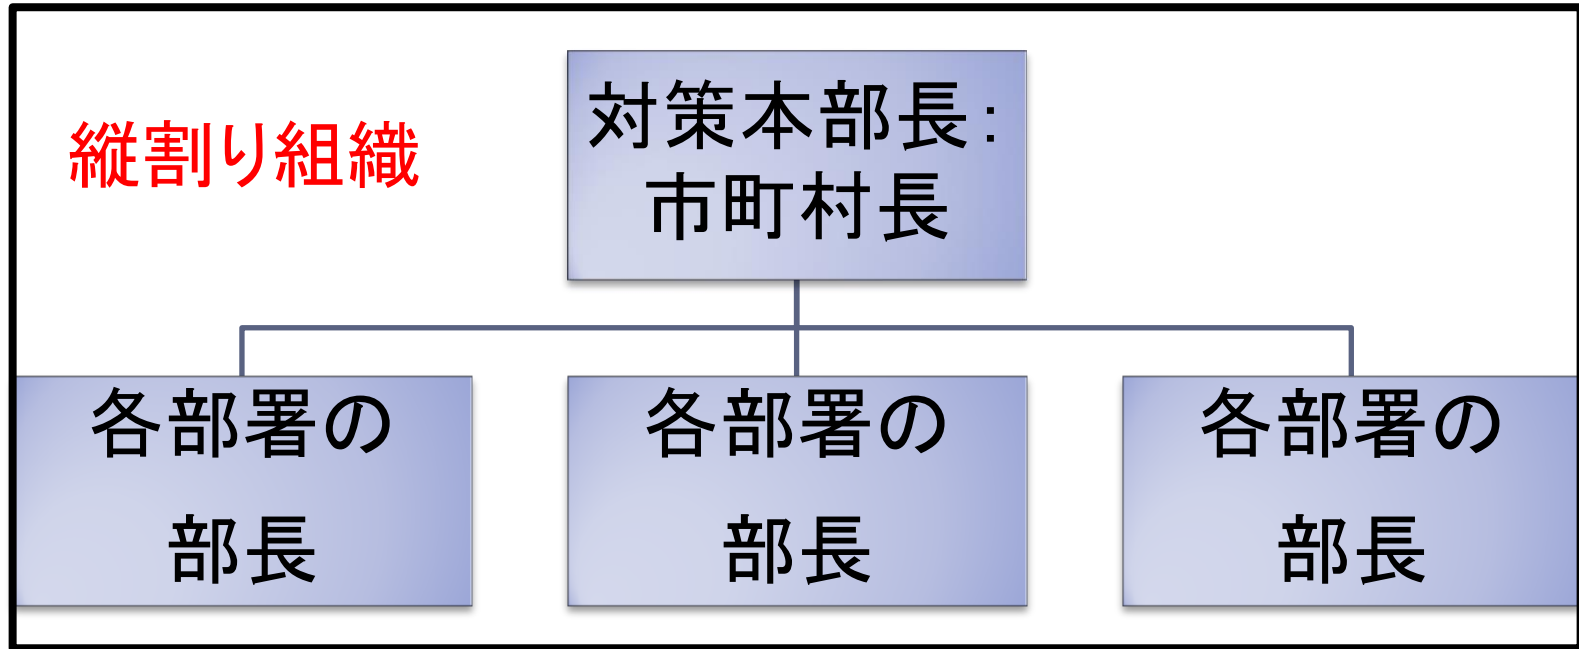 縦割り組織
対策本部長：
市町村長
各部署の
部長
各部署の
部長
各部署の
部長